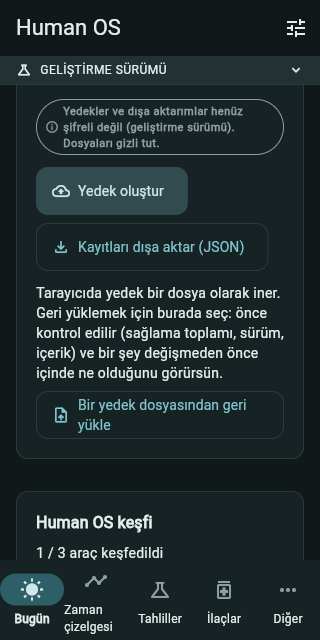 Human OS
GELİŞTİRME SÜRÜMÜ
Yedekler ve dışa aktarımlar henüz
şifreli değil (geliştirme sürümü).
Dosyaları gizli tut.
Yedek oluştur
Kayıtları dışa aktar (JSON)
Tarayıcıda yedek bir dosya olarak iner.
Geri yüklemek için burada seç: önce
kontrol edilir (sağlama toplamı, sürüm,
içerik) ve bir şey değişmeden önce
içinde ne olduğunu görürsün.
Bir yedek dosyasından geri
yükle
Human OS keşfi
1 / 3 araç keşfedildi
Bugün
Zaman
çizelgesi
Tahliller
İlaçlar
Diğer